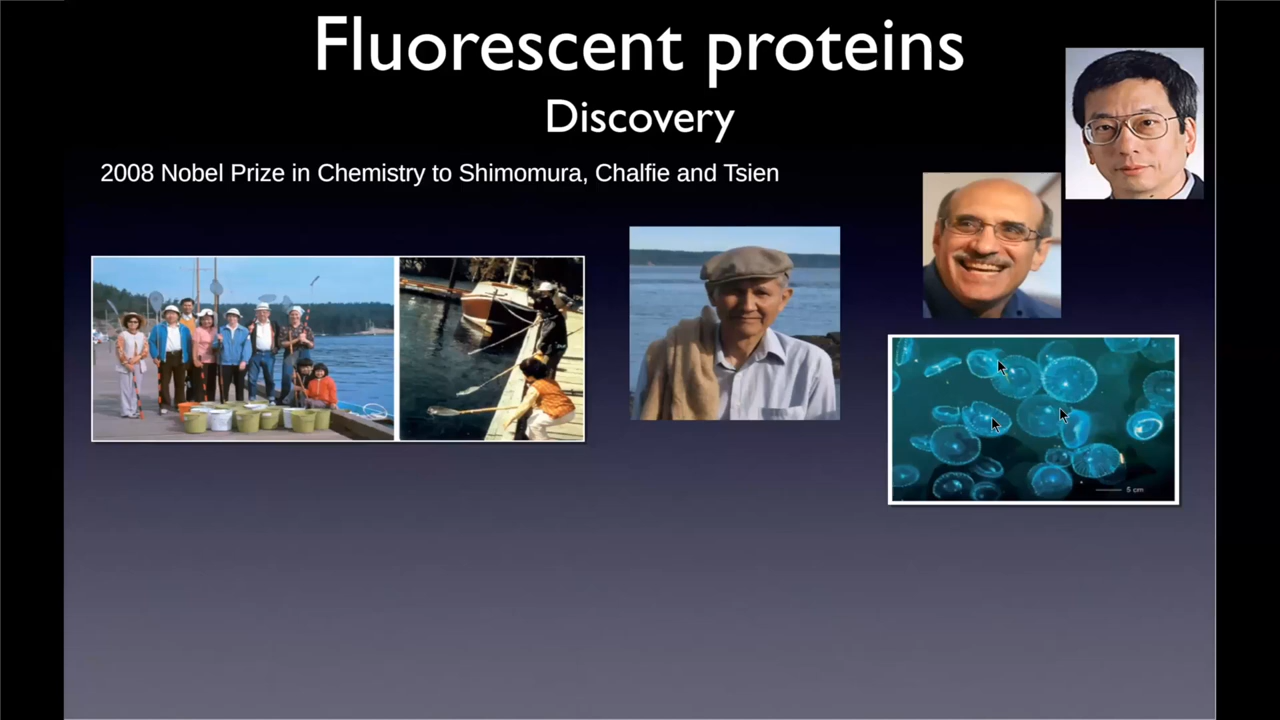 Fluorescent proteins
Discovery
2008 Nobel Prize in Chemistry to Shimomura, Chalfie and Tsien
5 cm